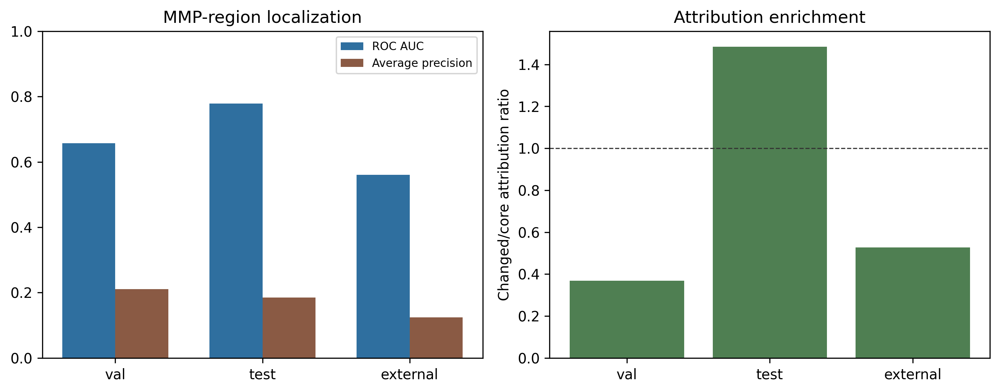 MMP-region localization
1.0
0.8
0.6
0.4
0.2
0.0
ROC AUC
Average precision
val
test
external
Attribution enrichment
Changed/core attribution ratio
1.4
1.2
1.0
0.8
0.6
0.4
0.2
0.0
val
test
external